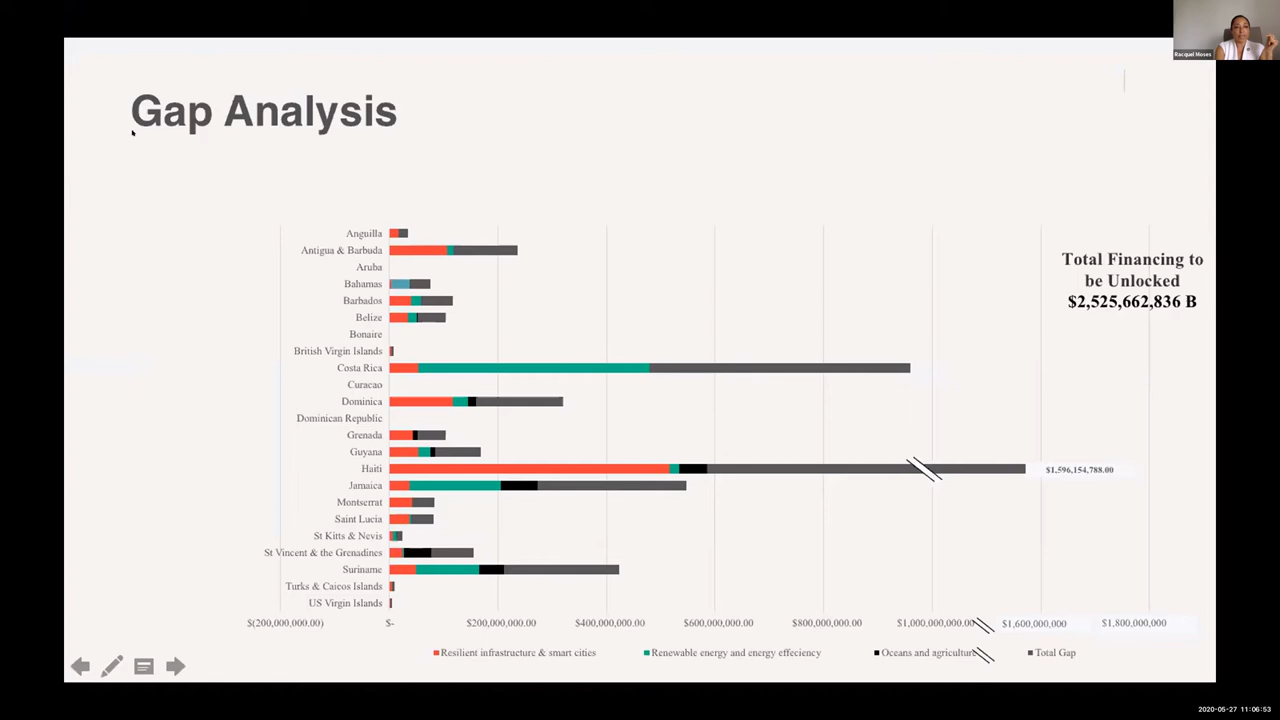 Racquel Moses
Gap Analysis
Total Financing to
be Unlocked
$2,525,662,836 B
Anguilla
Antigua & Barbuda
Aruba
Bahamas
Barbados
Belize
Bonaire
British Virgin Islands
Costa Rica
Curacao
Dominica
Dominican Republic
Grenada
Guyana
Haiti
$1,596,154,788.00
Jamaica
Montserrat
Saint Lucia
St Kitts & Nevis
St Vincent & the Grenadines
Suriname
Turks & Caicos Islands
US Virgin Islands
$(200,000,000.00) $- $200,000,000.00 $400,000,000.00 $600,000,000.00 $800,000,000.00 $1,000,000,000.00 $1,600,000,000 $1,800,000,000
Resilient infrastructure & smart cities Renewable energy and energy effeciency Oceans and agriculture Total Gap
2020-05-27 11:06:53